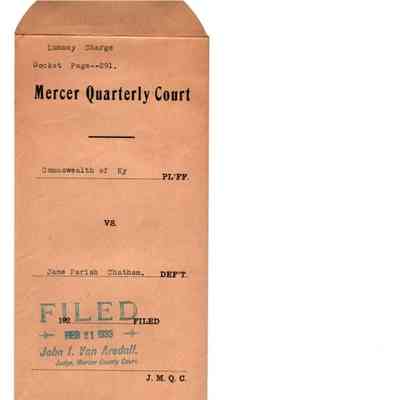 Lunacy Charge
Docket Page--291.
Mercer Quarterly Court
Commonwealth of Ky PL'FF.
VS.
Jane Parish Chatham. DEF'T.
192 FILED
FILED
FEB 21 1933
John I. Van Arsdall.
Judge, Mercer County Court.
J. M. Q. C.